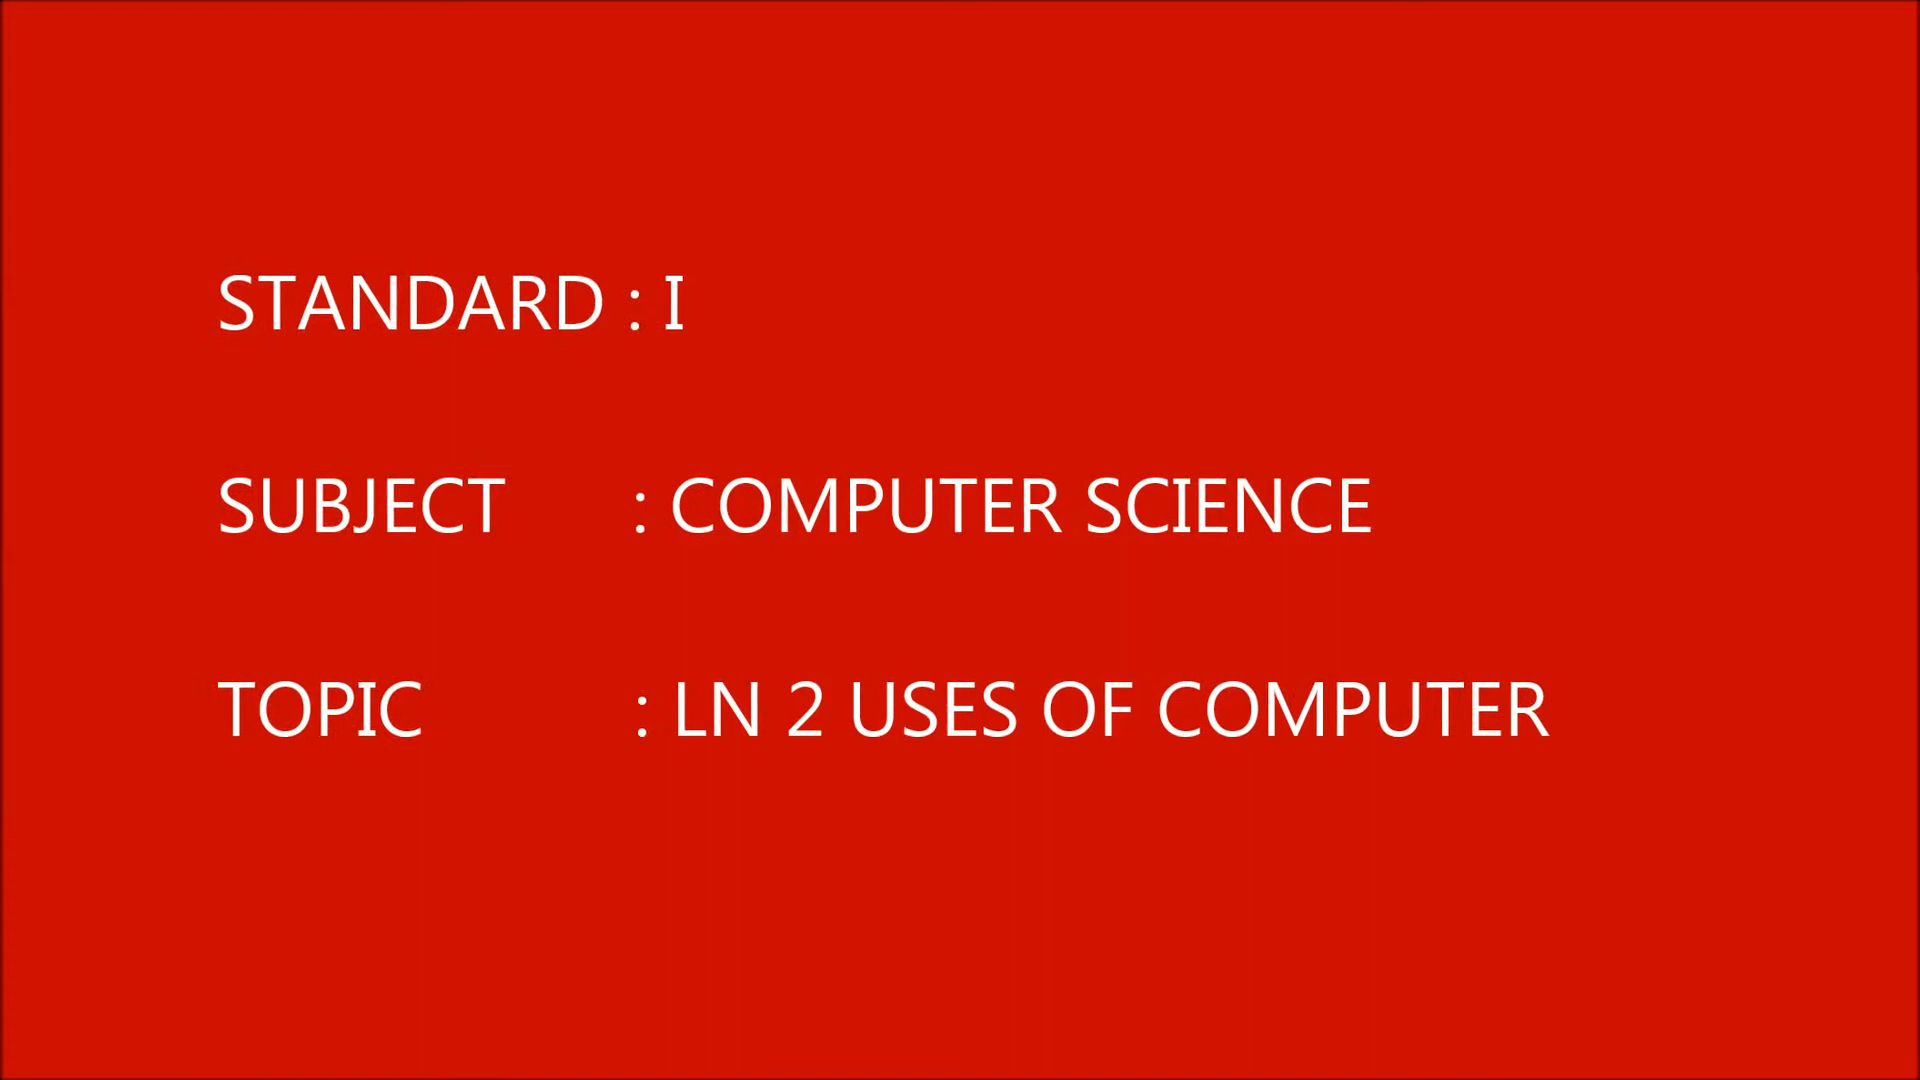 STANDARD : I
SUBJECT : COMPUTER SCIENCE
TOPIC : LN 2 USES OF COMPUTER